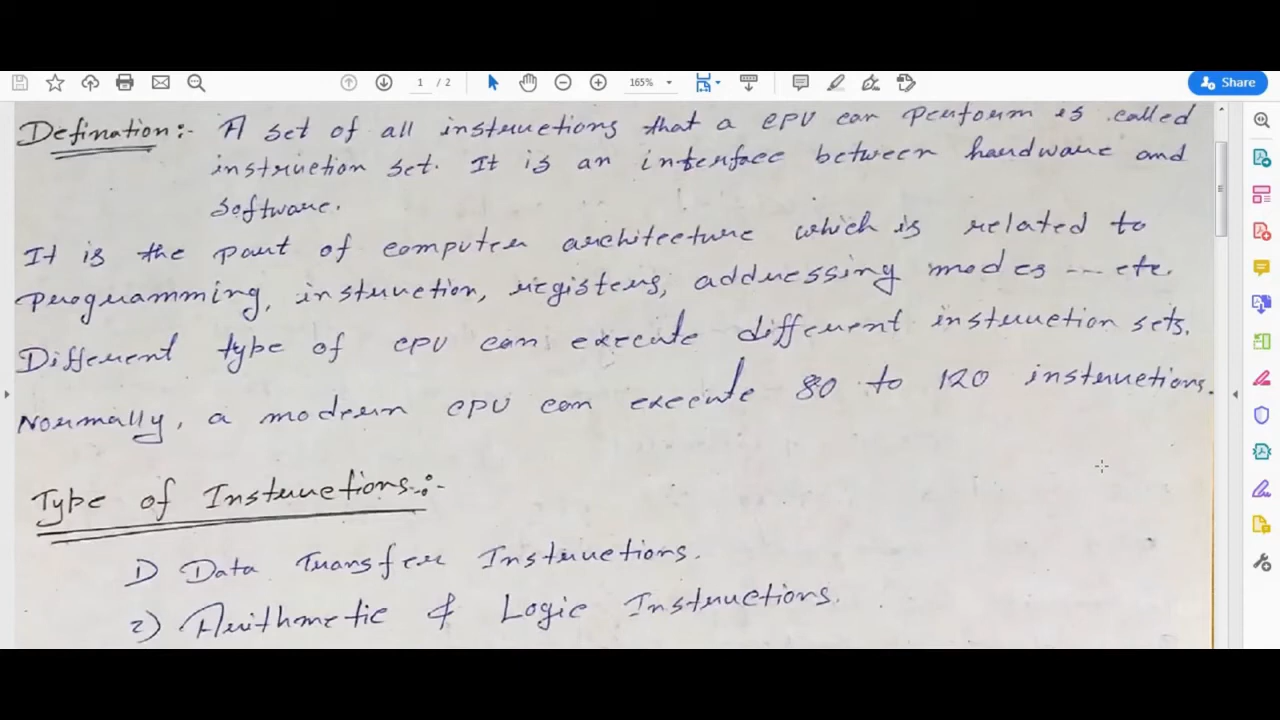 1 / 2
165%
Share
Defination:- A set of all instructions that a CPU can perform is called
instruction set. It is an interface between hardware and
software.
It is the part of computer architecture which is related to
programming, instruction, registers, addressing modes --- etc.
Different type of CPU can execute different instruction sets.
Normally, a modern CPU can execute 80 to 120 instructions.
Type of Instructions:-
1) Data Transfer Instructions.
2) Arithmetic & Logic Instructions.